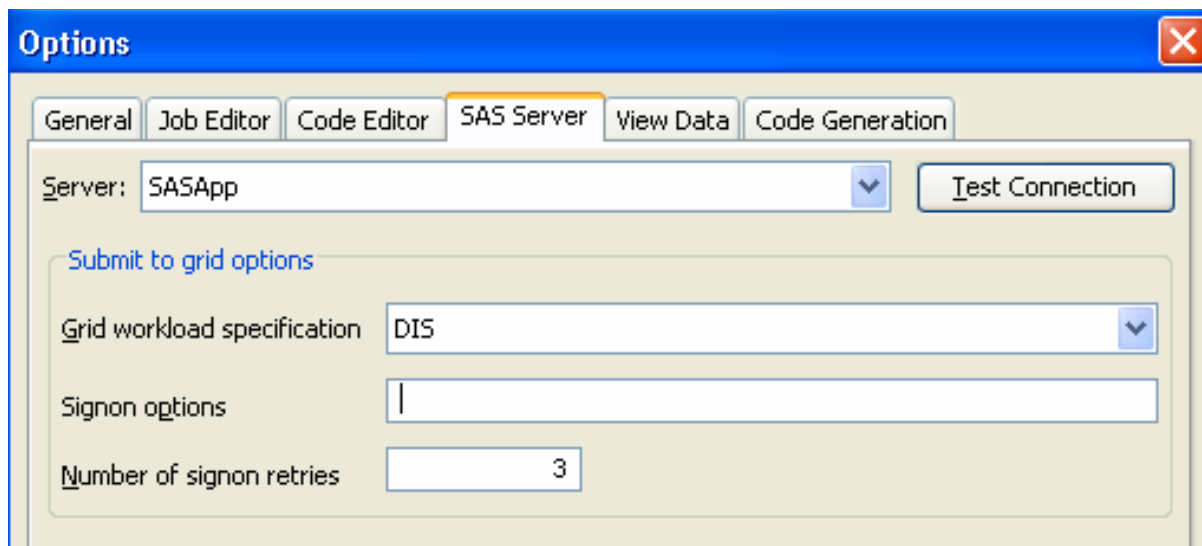 Options
General Job Editor Code Editor SAS Server View Data Code Generation
Server: SASApp Test Connection
Submit to grid options
Grid workload specification DIS
Signon options
Number of signon retries 3